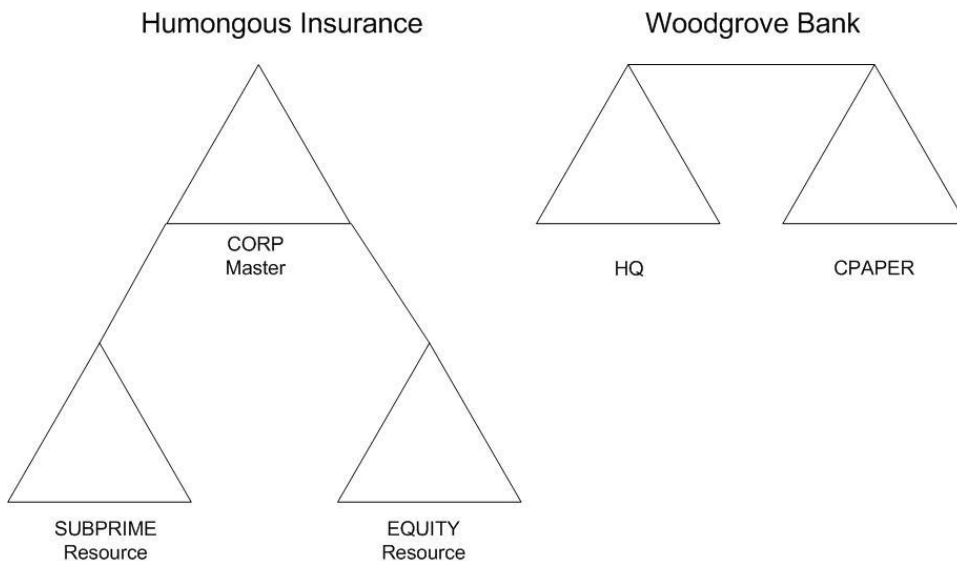 Humongous Insurance
Woodgrove Bank
CORP
Master
HQ
CPAPER
SUBPRIME
Resource
EQUITY
Resource